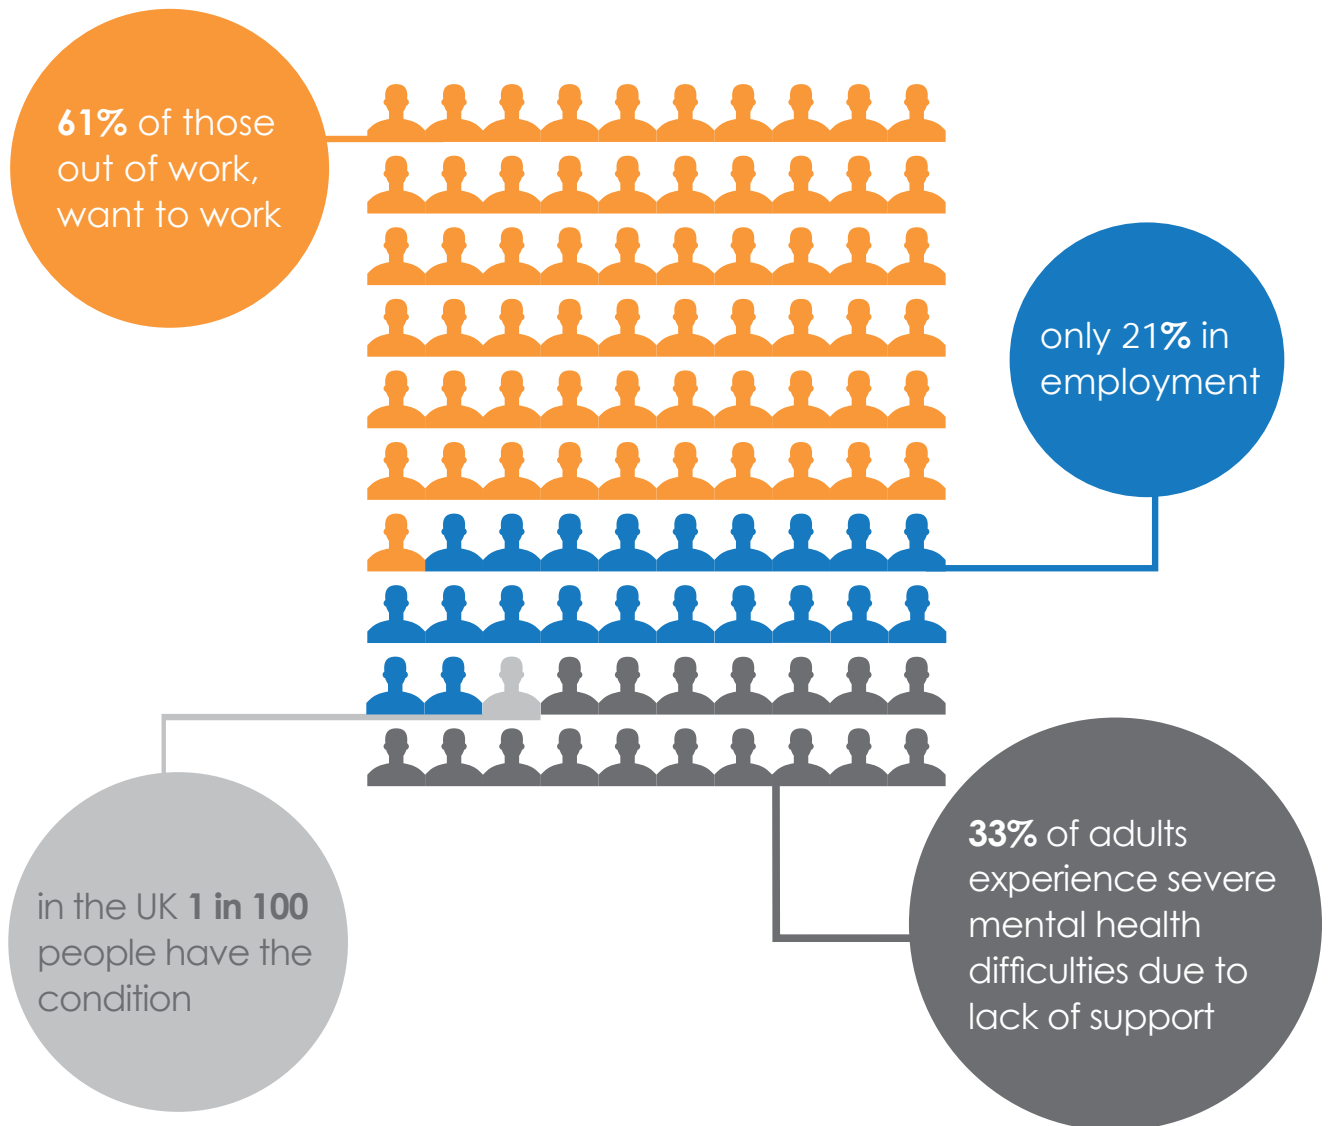 61% of those
out of work,
want to work
only 21% in
employment
in the UK 1 in 100
people have the
condition
33% of adults
experience severe
mental health
difficulties due to
lack of support